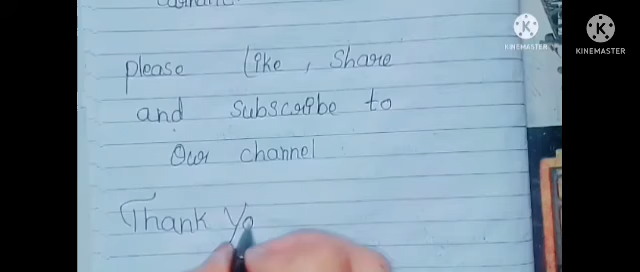 KINEMASTER KINEMASTER
please Like, Share
and subscribe to
Our channel
Thank Yo